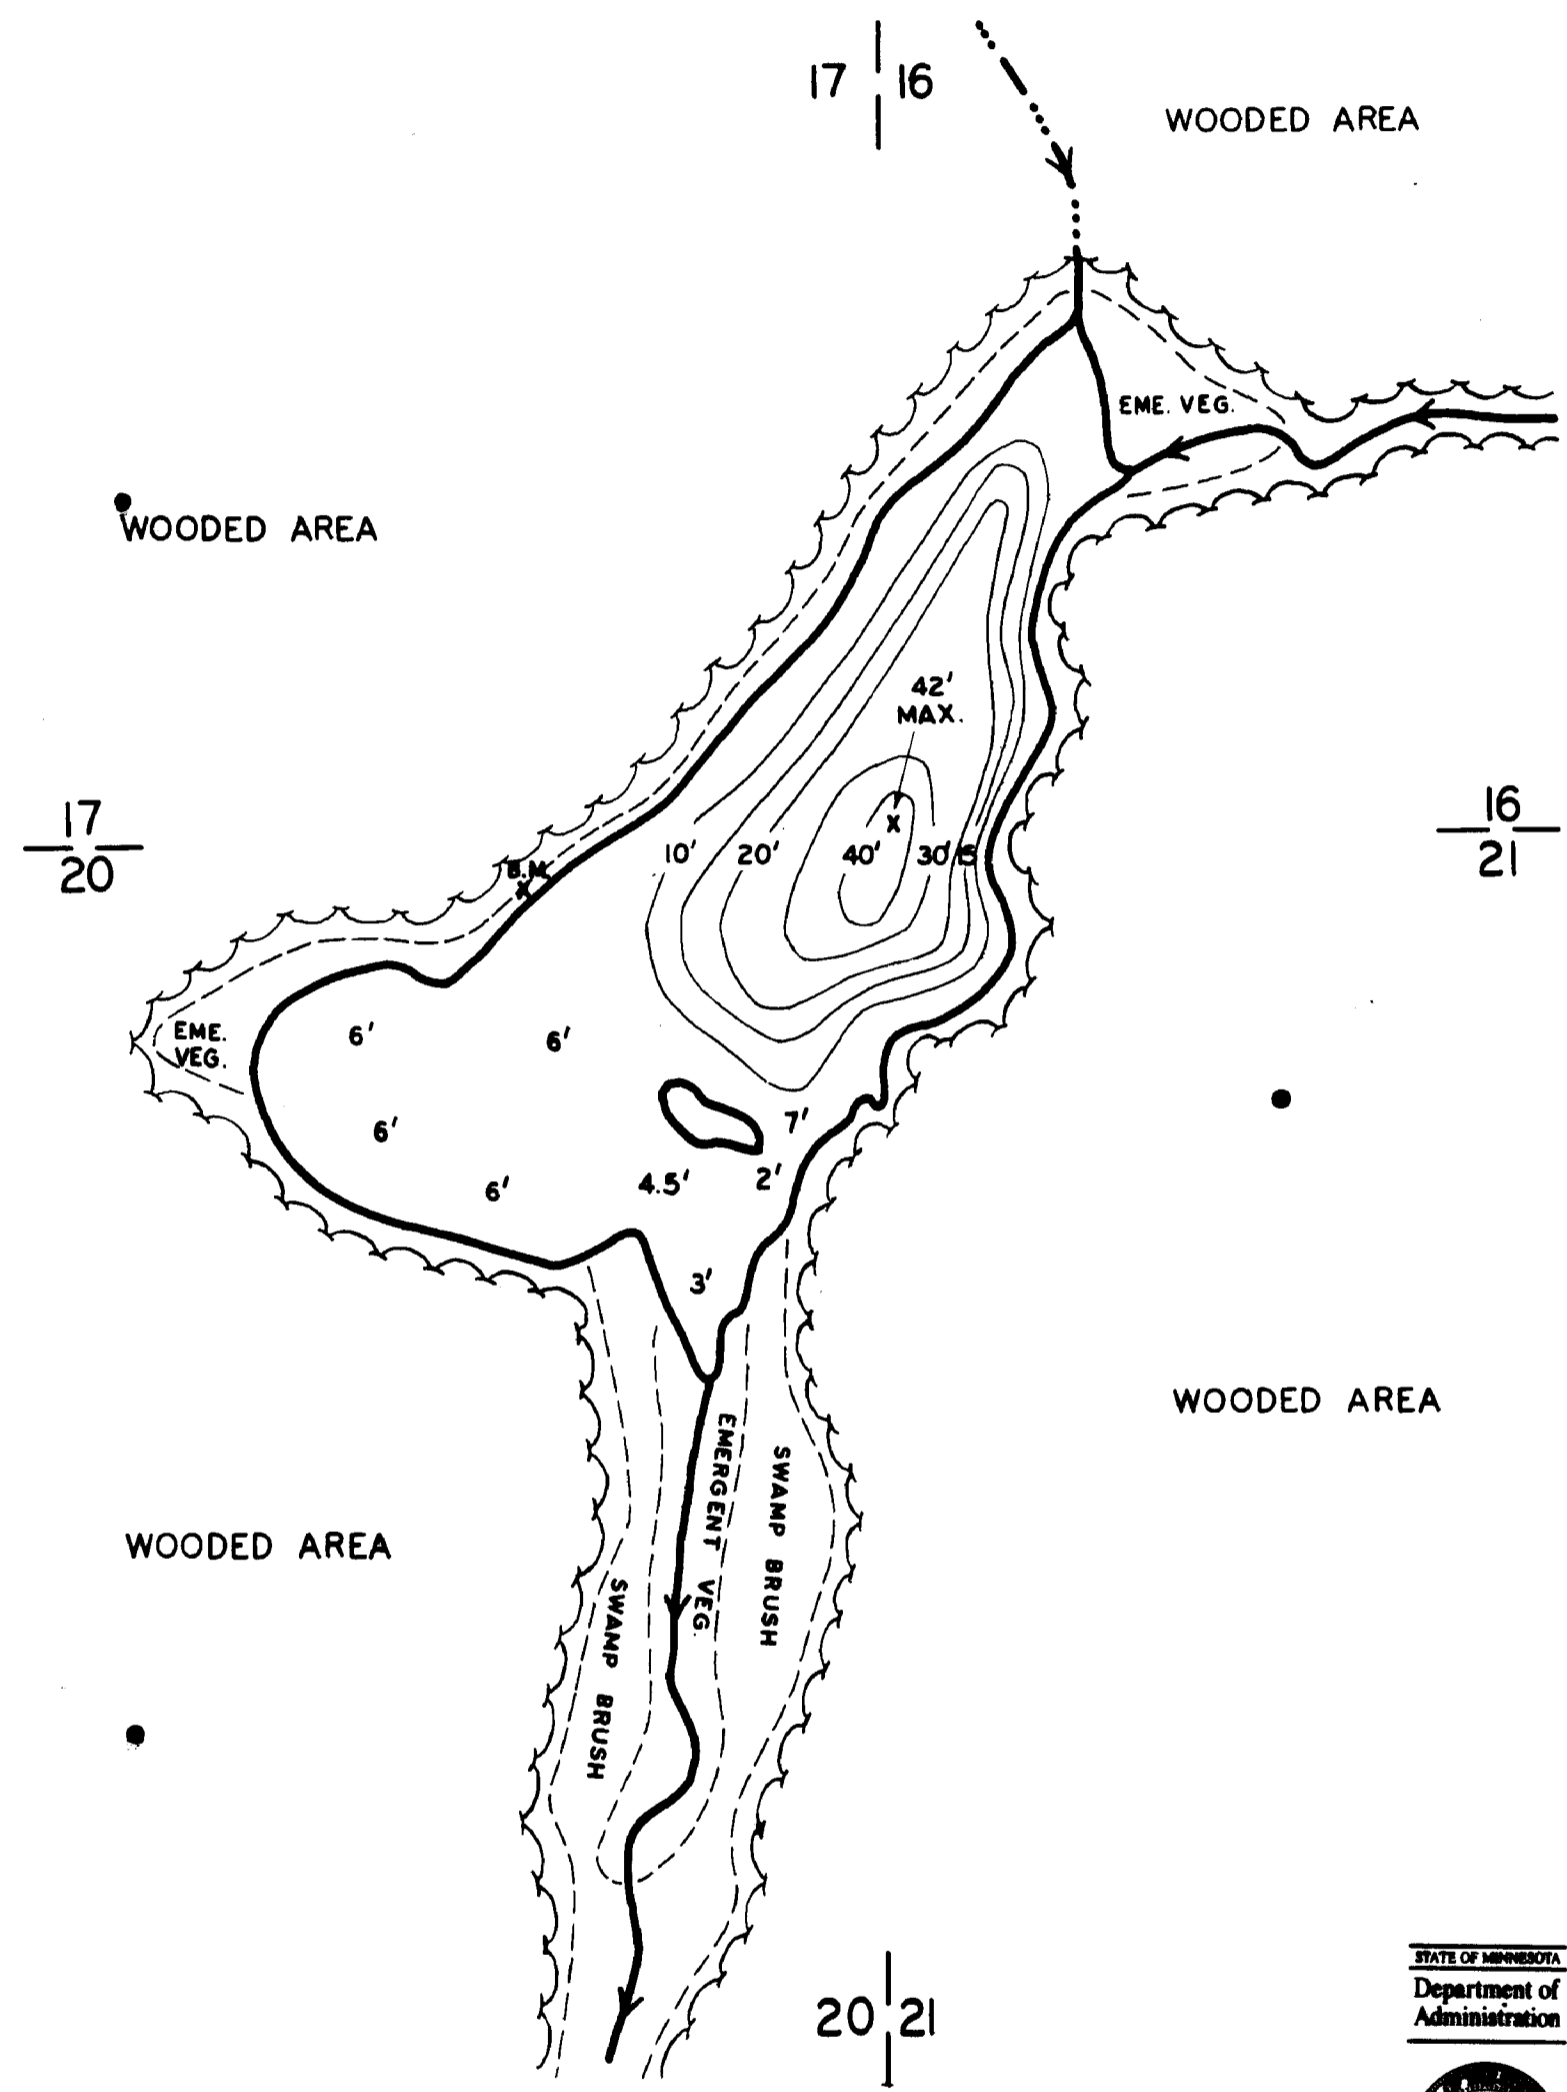 17 16
WOODED AREA
EME. VEG.
WOODED AREA
42'
MAX.
17
20
16
21
10' 20' 40' 30' 15
B.M.
X
X
EME.
VEG.
6' 6'
6'
7'
6' 4.5' 2'
3'
WOODED AREA
EMERGENT VEG.
SWAMP BRUSH
WOODED AREA
SWAMP BRUSH
20 21
STATE OF MINNESOTA
Department of
Administration